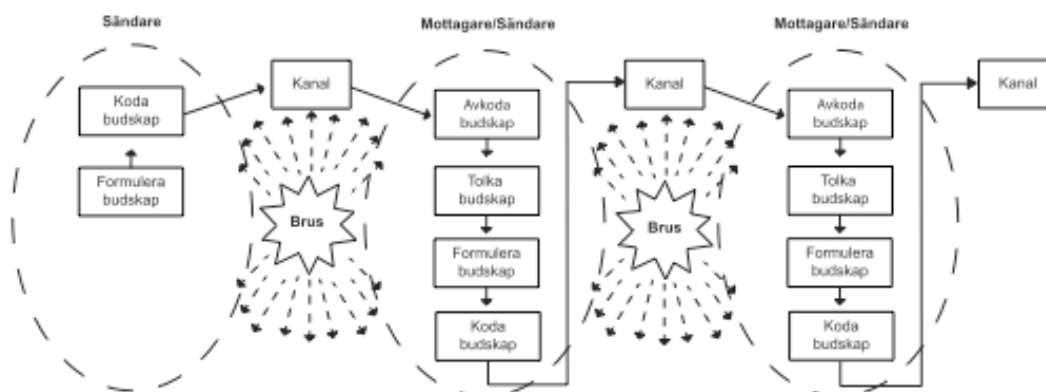 Sändare
Mottagare/Sändare
Mottagare/Sändare
Koda
budskap
Formulera
budskap
Kanal
Brus
Avkoda
budskap
Tolka
budskap
Formulera
budskap
Koda
budskap
Kanal
Brus
Avkoda
budskap
Tolka
budskap
Formulera
budskap
Koda
budskap
Kanal